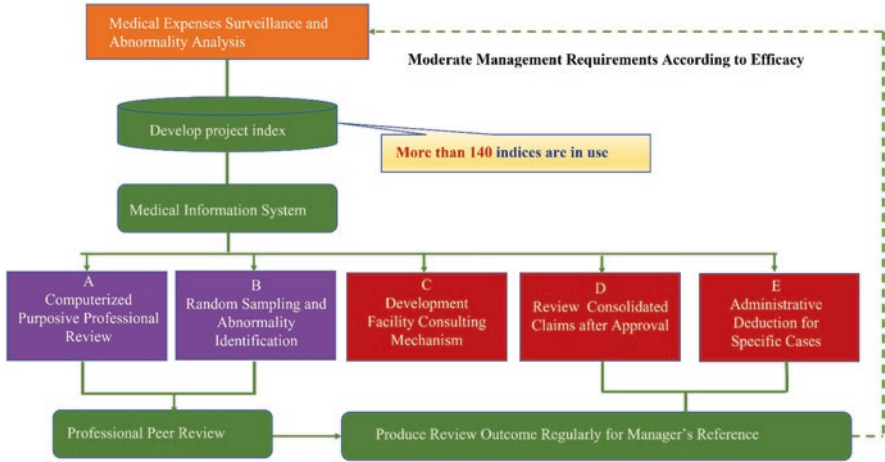 Medical Expenses Surveillance and
Abnormality Analysis
Moderate Management Requirements According to Efficacy
Develop project index
More than 140 indices are in use
Medical Information System
A
Computerized
Purposive Professional
Review
B
Random Sampling and
Abnormality
Identification
C
Development
Facility Consulting
Mechanism
D
Review Consolidated
Claims after Approval
E
Administrative
Deduction for
Specific Cases
Professional Peer Review
Produce Review Outcome Regularly for Manager's Reference